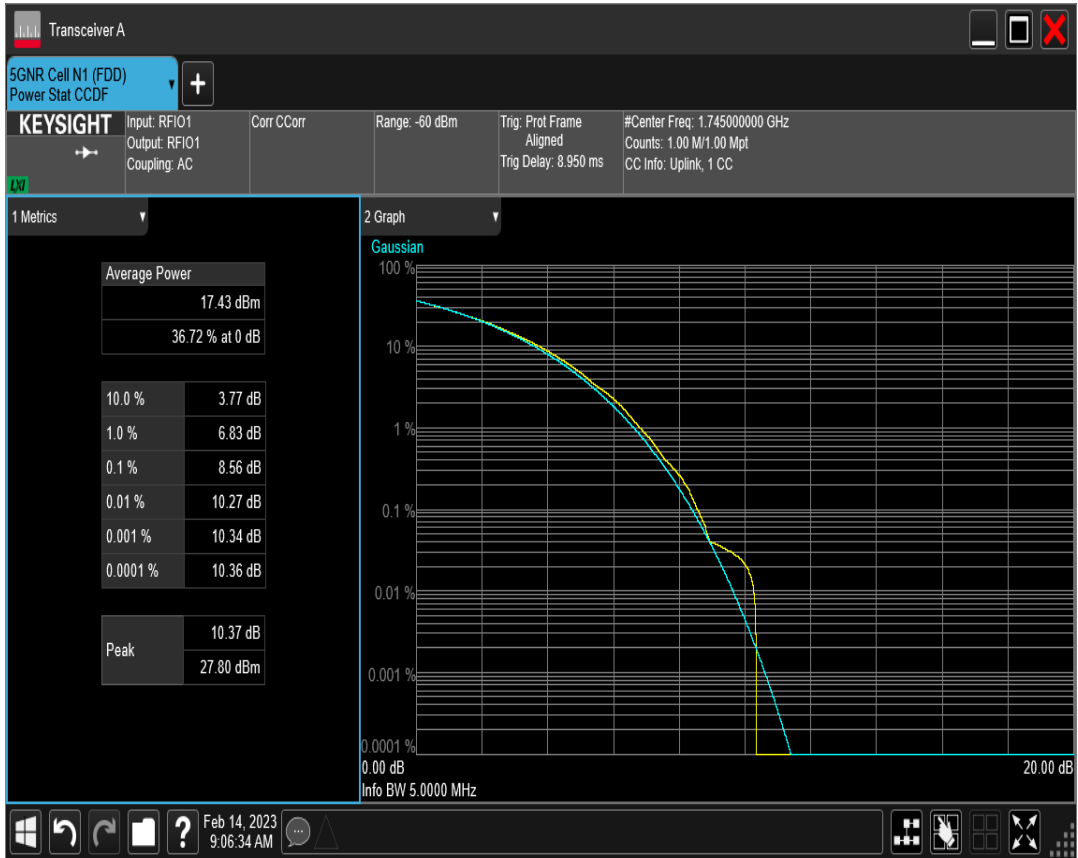 Transceiver A
5GNR Cell N1 (FDD)
Power Stat CCDF
+
KEYSIGHT
LXI
Input: RFIO1
Output: RFIO1
Coupling: AC
Corr CCorr
Range: -60 dBm
Trig: Prot Frame
Aligned
Trig Delay: 8.950 ms
#Center Freq: 1.745000000 GHz
Counts: 1.00 M/1.00 Mpt
CC Info: Uplink, 1 CC
1 Metrics
Average Power
17.43 dBm
36.72 % at 0 dB
10.0 % 3.77 dB
1.0 % 6.83 dB
0.1 % 8.56 dB
0.01 % 10.27 dB
0.001 % 10.34 dB
0.0001 % 10.36 dB
Peak
10.37 dB
27.80 dBm
2 Graph
Gaussian
100 %
10 %
1 %
0.1 %
0.01 %
0.001 %
0.0001 %
0.00 dB 20.00 dB
Info BW 5.0000 MHz
?
Feb 14, 2023
9:06:34 AM